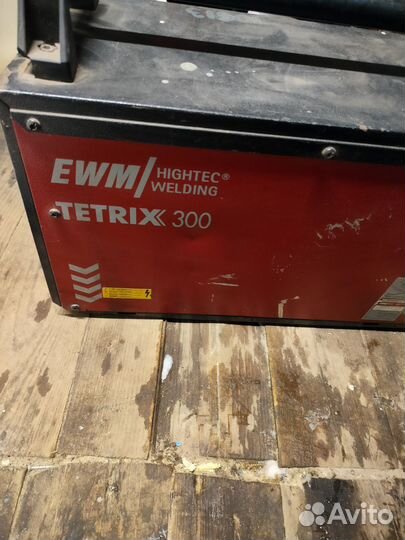 EWM/ HIGHTEC®
WELDING
TETRIX 300
Avito